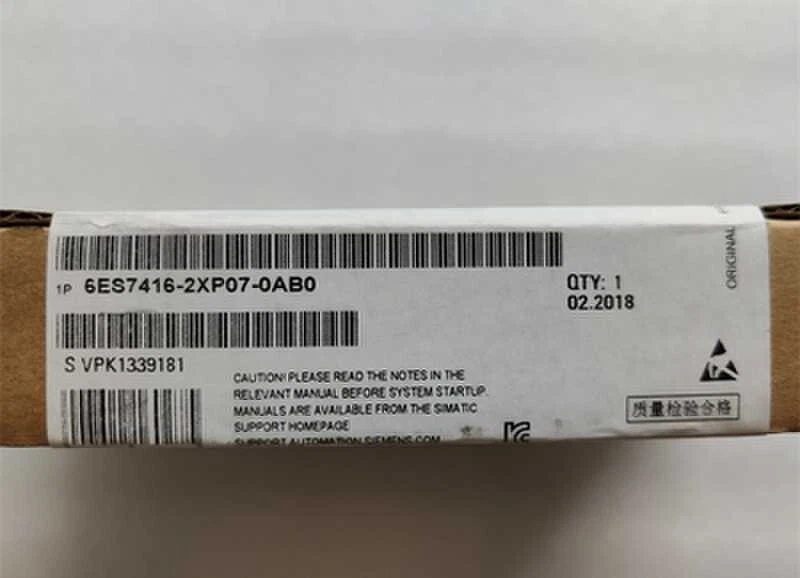 1P 6ES7416-2XP07-0AB0
QTY: 1
02.2018
S VPK1339181
CAUTION! PLEASE READ THE NOTES IN THE
RELEVANT MANUAL BEFORE SYSTEM STARTUP.
MANUALS ARE AVAILABLE FROM THE SIMATIC
SUPPORT HOMEPAGE
SUPPORT.AUTOMATION.SIEMENS.COM
质量检验合格
ORIGINAL